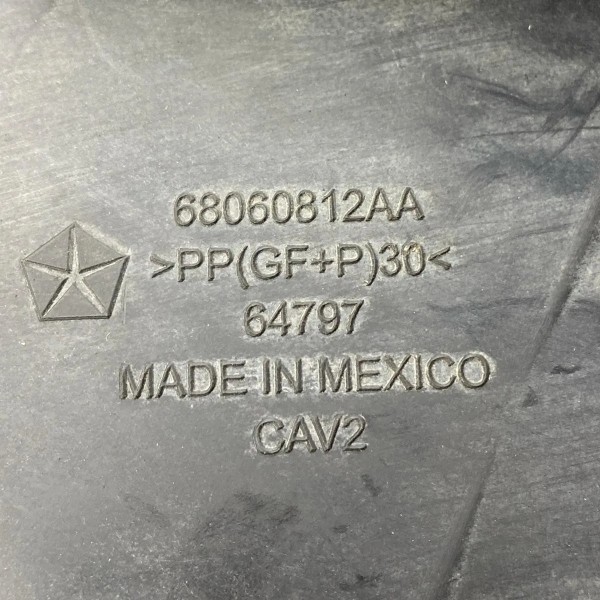 68060812AA
>PP(GF+P)30<
64797
MADE IN MEXICO
CAV2